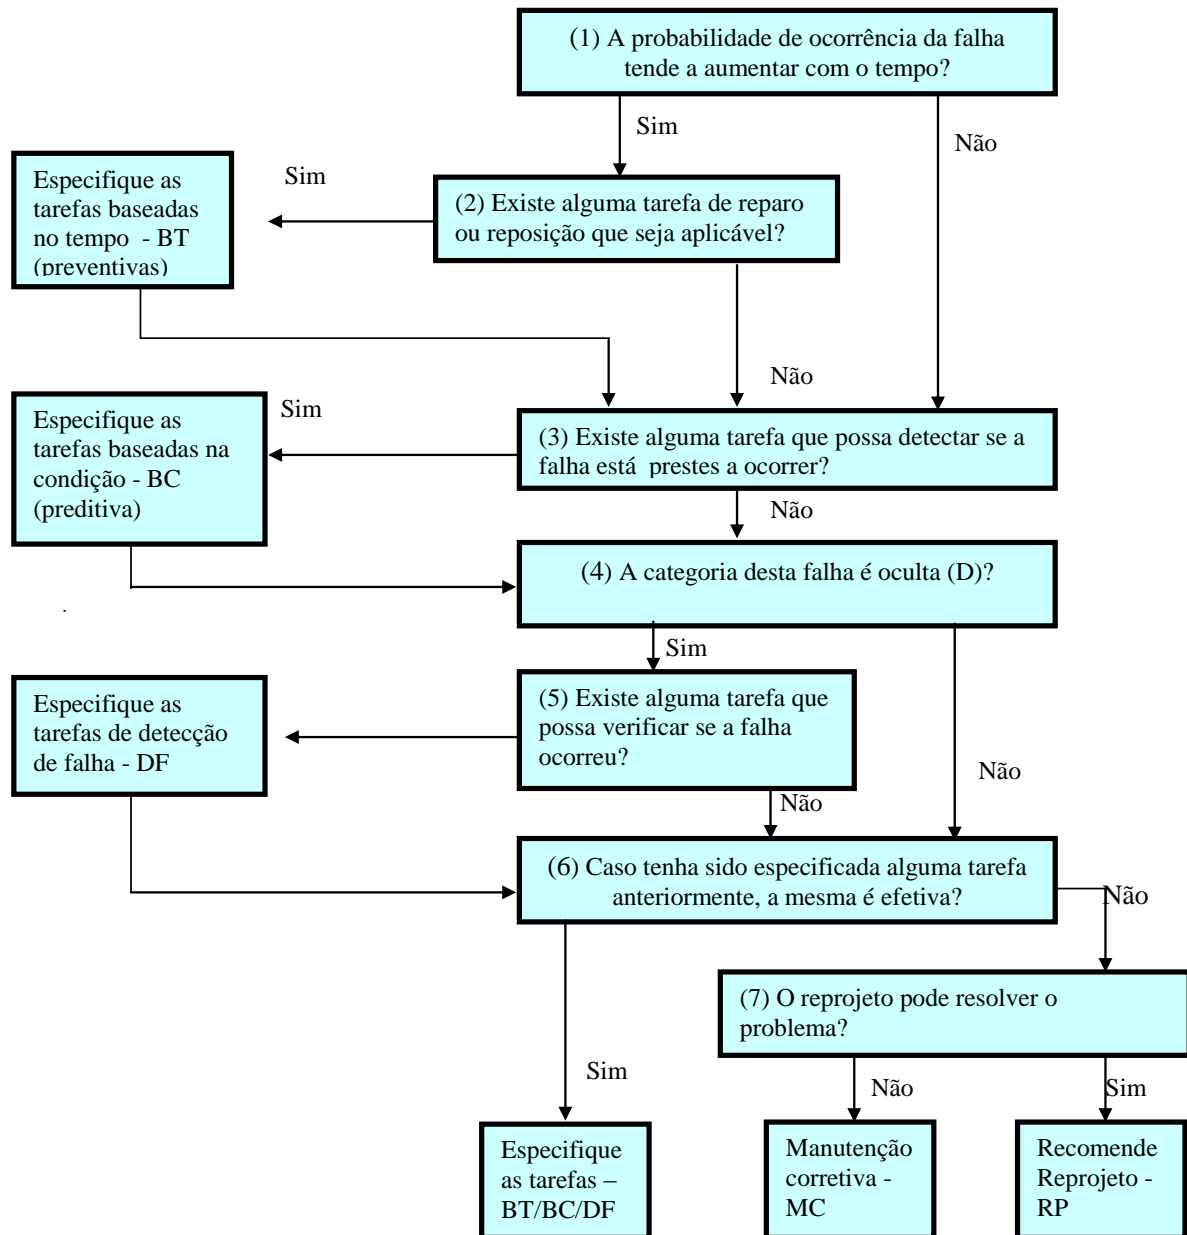 (1) A probabilidade de ocorrência da falha
tende a aumentar com o tempo?
Sim
Não
Especifique as
tarefas baseadas
no tempo - BT
(preventivas)
Sim
(2) Existe alguma tarefa de reparo
ou reposição que seja aplicável?
Não
Especifique as
tarefas baseadas na
condição - BC
(preditiva)
Sim
(3) Existe alguma tarefa que possa detectar se a
falha está prestes a ocorrer?
Não
(4) A categoria desta falha é oculta (D)?
.
Sim
Especifique as
tarefas de detecção
de falha - DF
(5) Existe alguma tarefa que
possa verificar se a falha
ocorreu?
Não
Não
(6) Caso tenha sido especificada alguma tarefa
anteriormente, a mesma é efetiva?
Não
(7) O reprojeto pode resolver o
problema?
Sim
Não
Sim
Especifique
as tarefas –
BT/BC/DF
Manutenção
corretiva -
MC
Recomende
Reprojeto -
RP